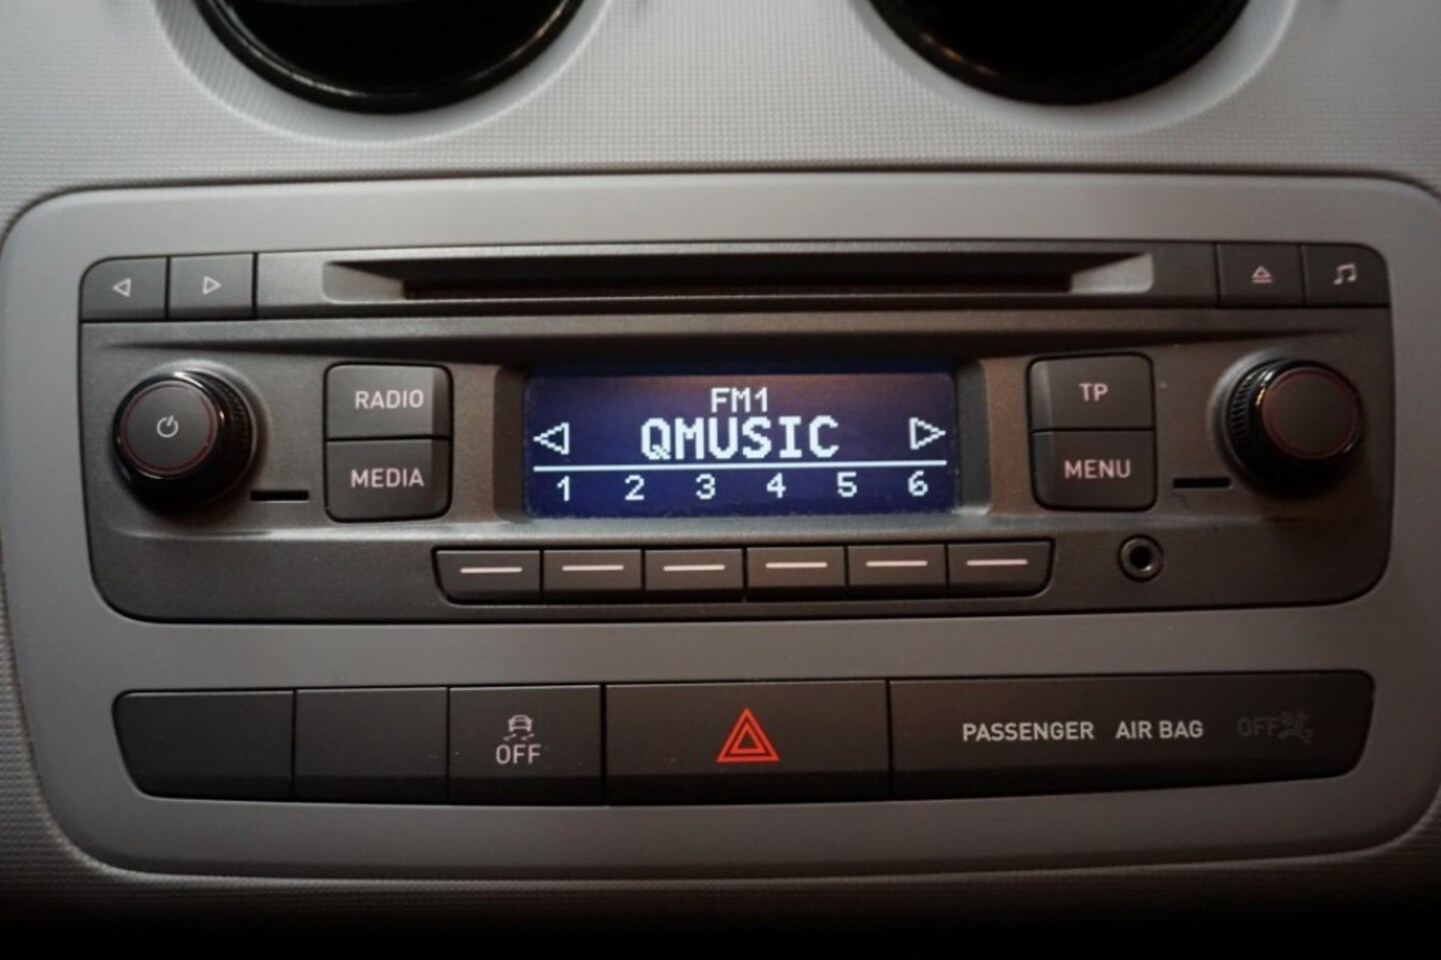 RADIO
MEDIA
FM1
QMUSIC
1 2 3 4 5 6
TP
MENU
OFF
PASSENGER AIR BAG OFF